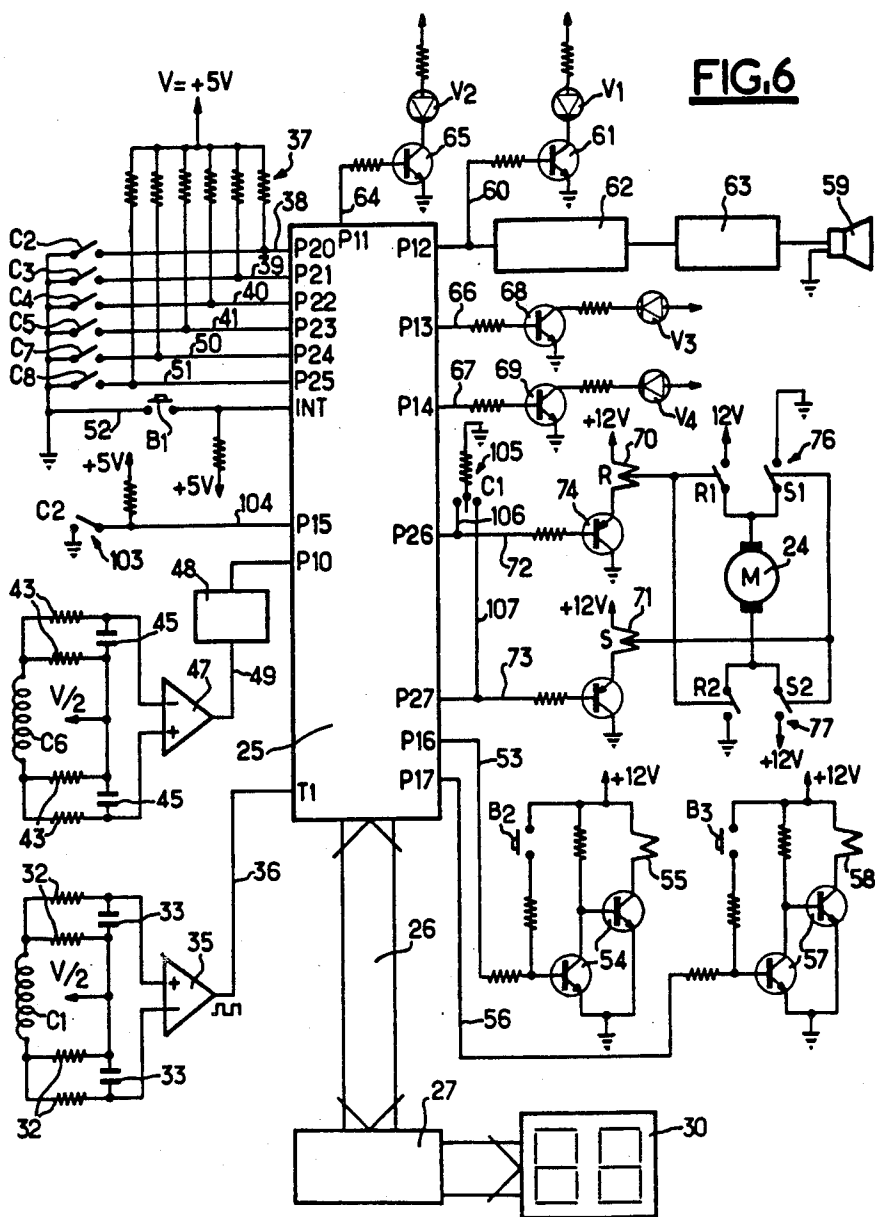 FIG.6
V=+5V
V2
V1
65
61
37
64
60
62
63
59
38
C2
P11
P20
P12
C3
39
P21
C4
40
P22
66
68
C5
41
P23
P13
V3
C7
50
P24
C8
51
P25
67
69
INT
P14
V4
52
B1
+12V
70
12V
76
+5V
+5V
105
R
R1
S1
C1
74
C2
104
P15
P26
106
103
P10
72
24
M
48
43
107
+12V
71
45
49
S
47
73
R2
S2
V/2
P27
C6
25
P16
77
53
+12V
P17
45
T1
+12V
+12V
43
B2
B3
36
55
58
32
33
26
35
54
57
V/2
C1
56
33
32
27
30